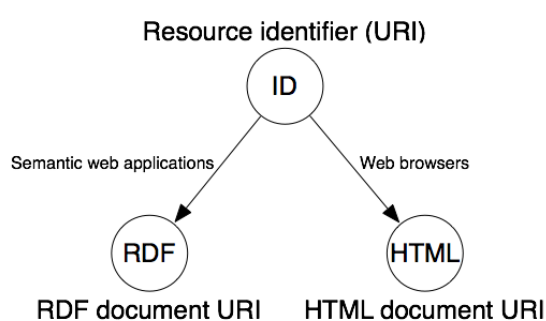 Resource identifier (URI)
ID
Semantic web applications
Web browsers
RDF
HTML
RDF document URI
HTML document URI